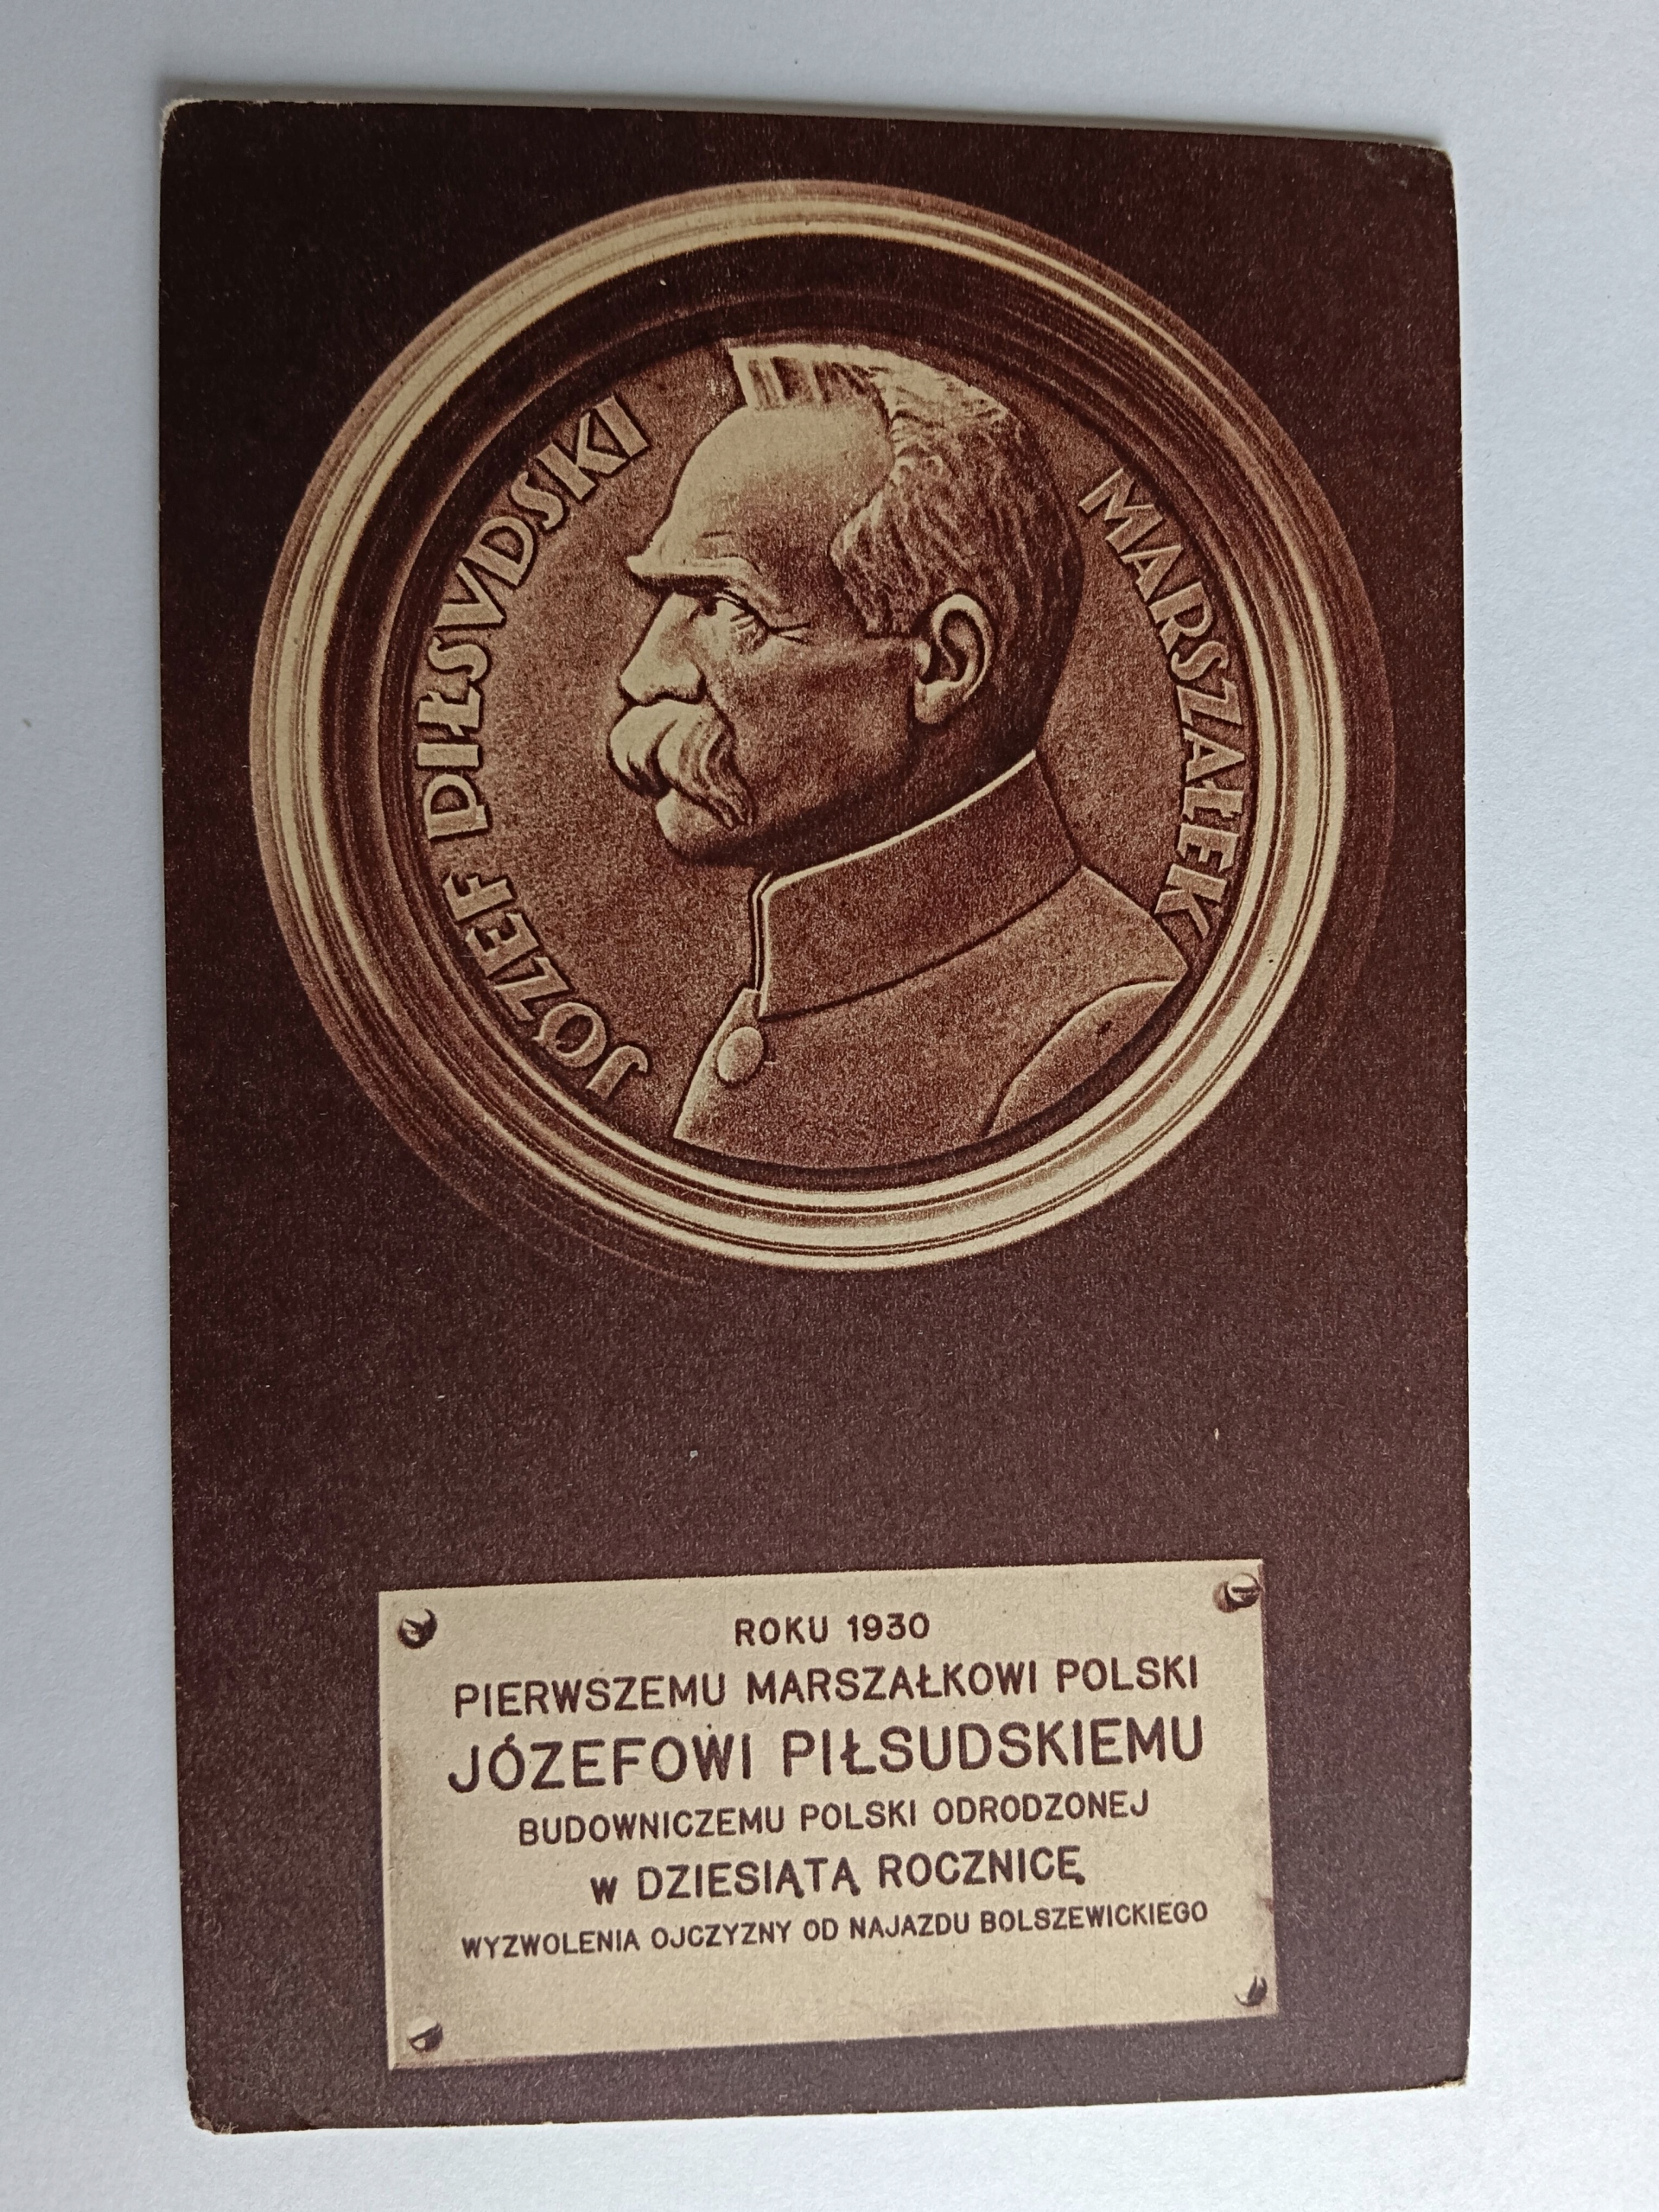 JÓZEF PIŁSVDSKI
MARSZAŁEK
ROKU 1930
PIERWSZEMU MARSZAŁKOWI POLSKI
JÓZEFOWI PIŁSUDSKIEMU
BUDOWNICZEMU POLSKI ODRODZONEJ
W DZIESIĄTĄ ROCZNICĘ
WYZWOLENIA OJCZYZNY OD NAJAZDU BOLSZEWICKIEGO